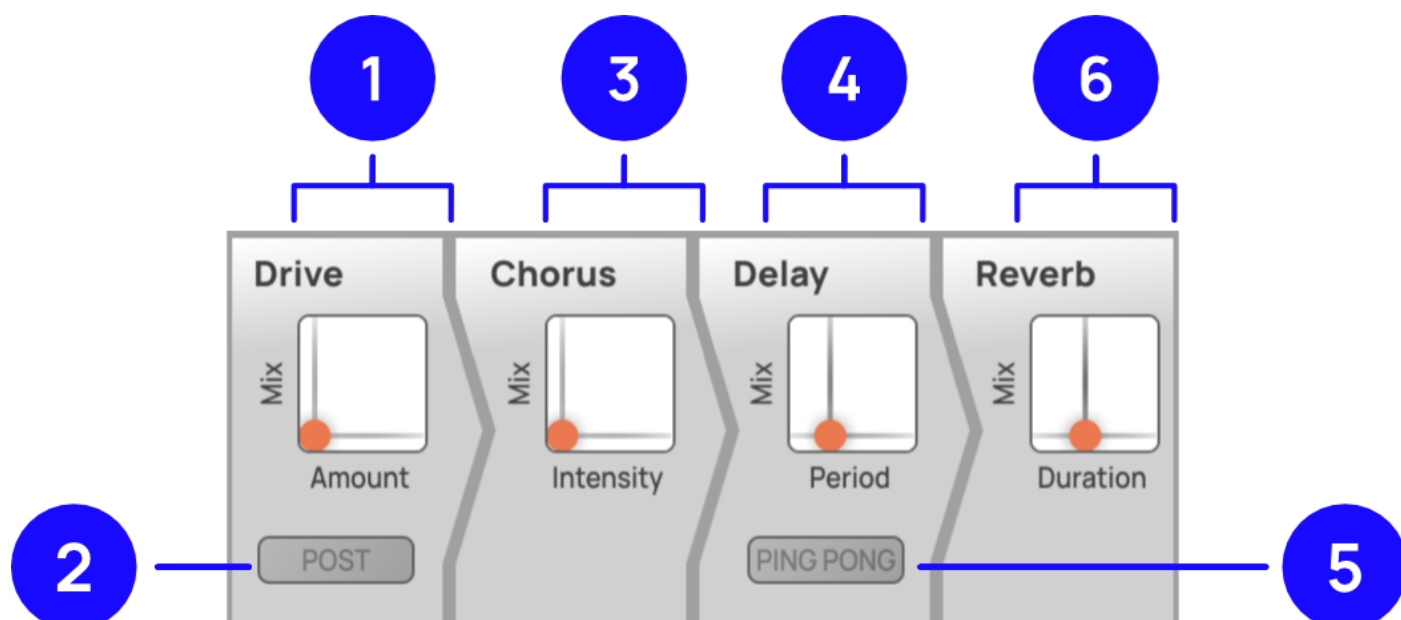 1 3 4 6
Drive Chorus Delay Reverb
Mix Mix Mix Mix
Amount Intensity Period Duration
2 POST PING PONG 5